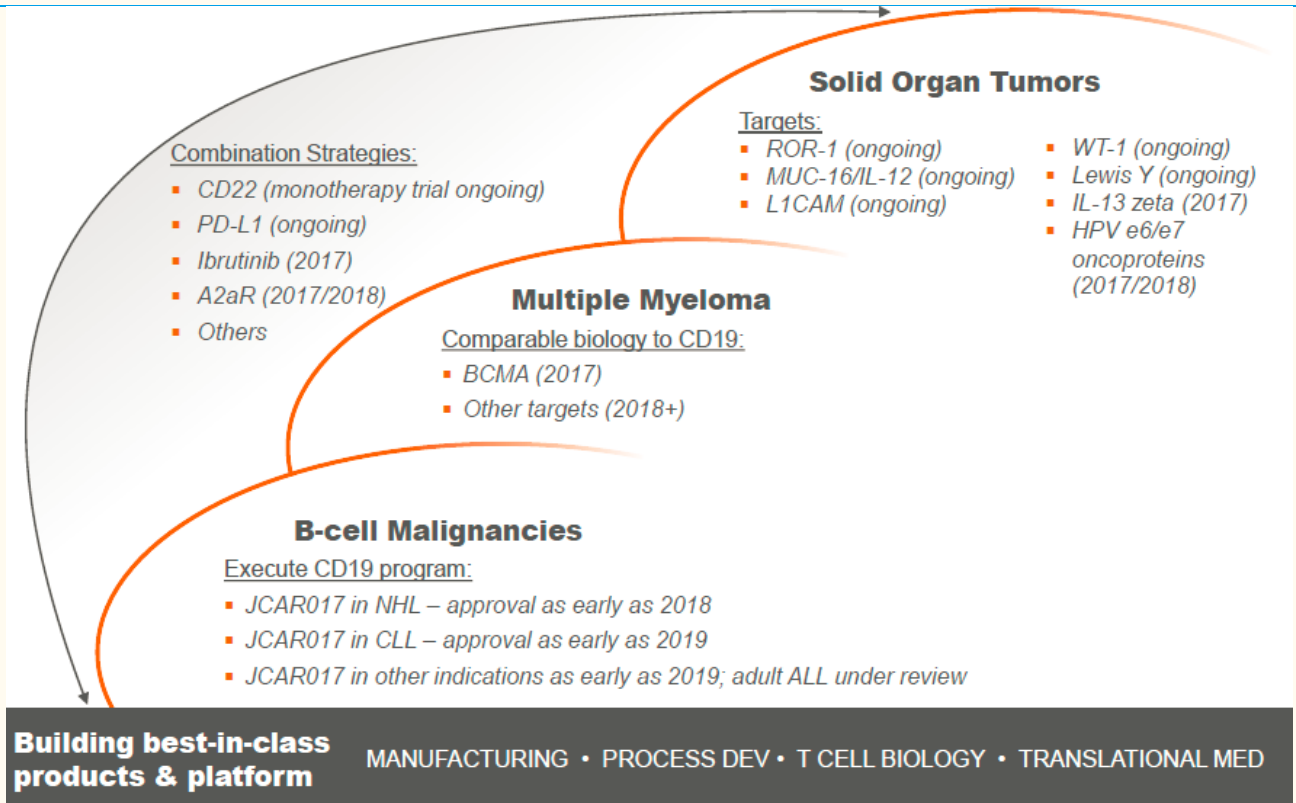 Solid Organ Tumors
Targets:
▪ ROR-1 (ongoing)
▪ MUC-16/IL-12 (ongoing)
▪ L1CAM (ongoing)
▪ WT-1 (ongoing)
▪ Lewis Y (ongoing)
▪ IL-13 zeta (2017)
▪ HPV e6/e7
oncoproteins
(2017/2018)
Combination Strategies:
▪ CD22 (monotherapy trial ongoing)
▪ PD-L1 (ongoing)
▪ Ibrutinib (2017)
▪ A2aR (2017/2018)
▪ Others
Multiple Myeloma
Comparable biology to CD19:
▪ BCMA (2017)
▪ Other targets (2018+)
B-cell Malignancies
Execute CD19 program:
▪ JCAR017 in NHL – approval as early as 2018
▪ JCAR017 in CLL – approval as early as 2019
▪ JCAR017 in other indications as early as 2019; adult ALL under review
Building best-in-class
products & platform
MANUFACTURING • PROCESS DEV • T CELL BIOLOGY • TRANSLATIONAL MED